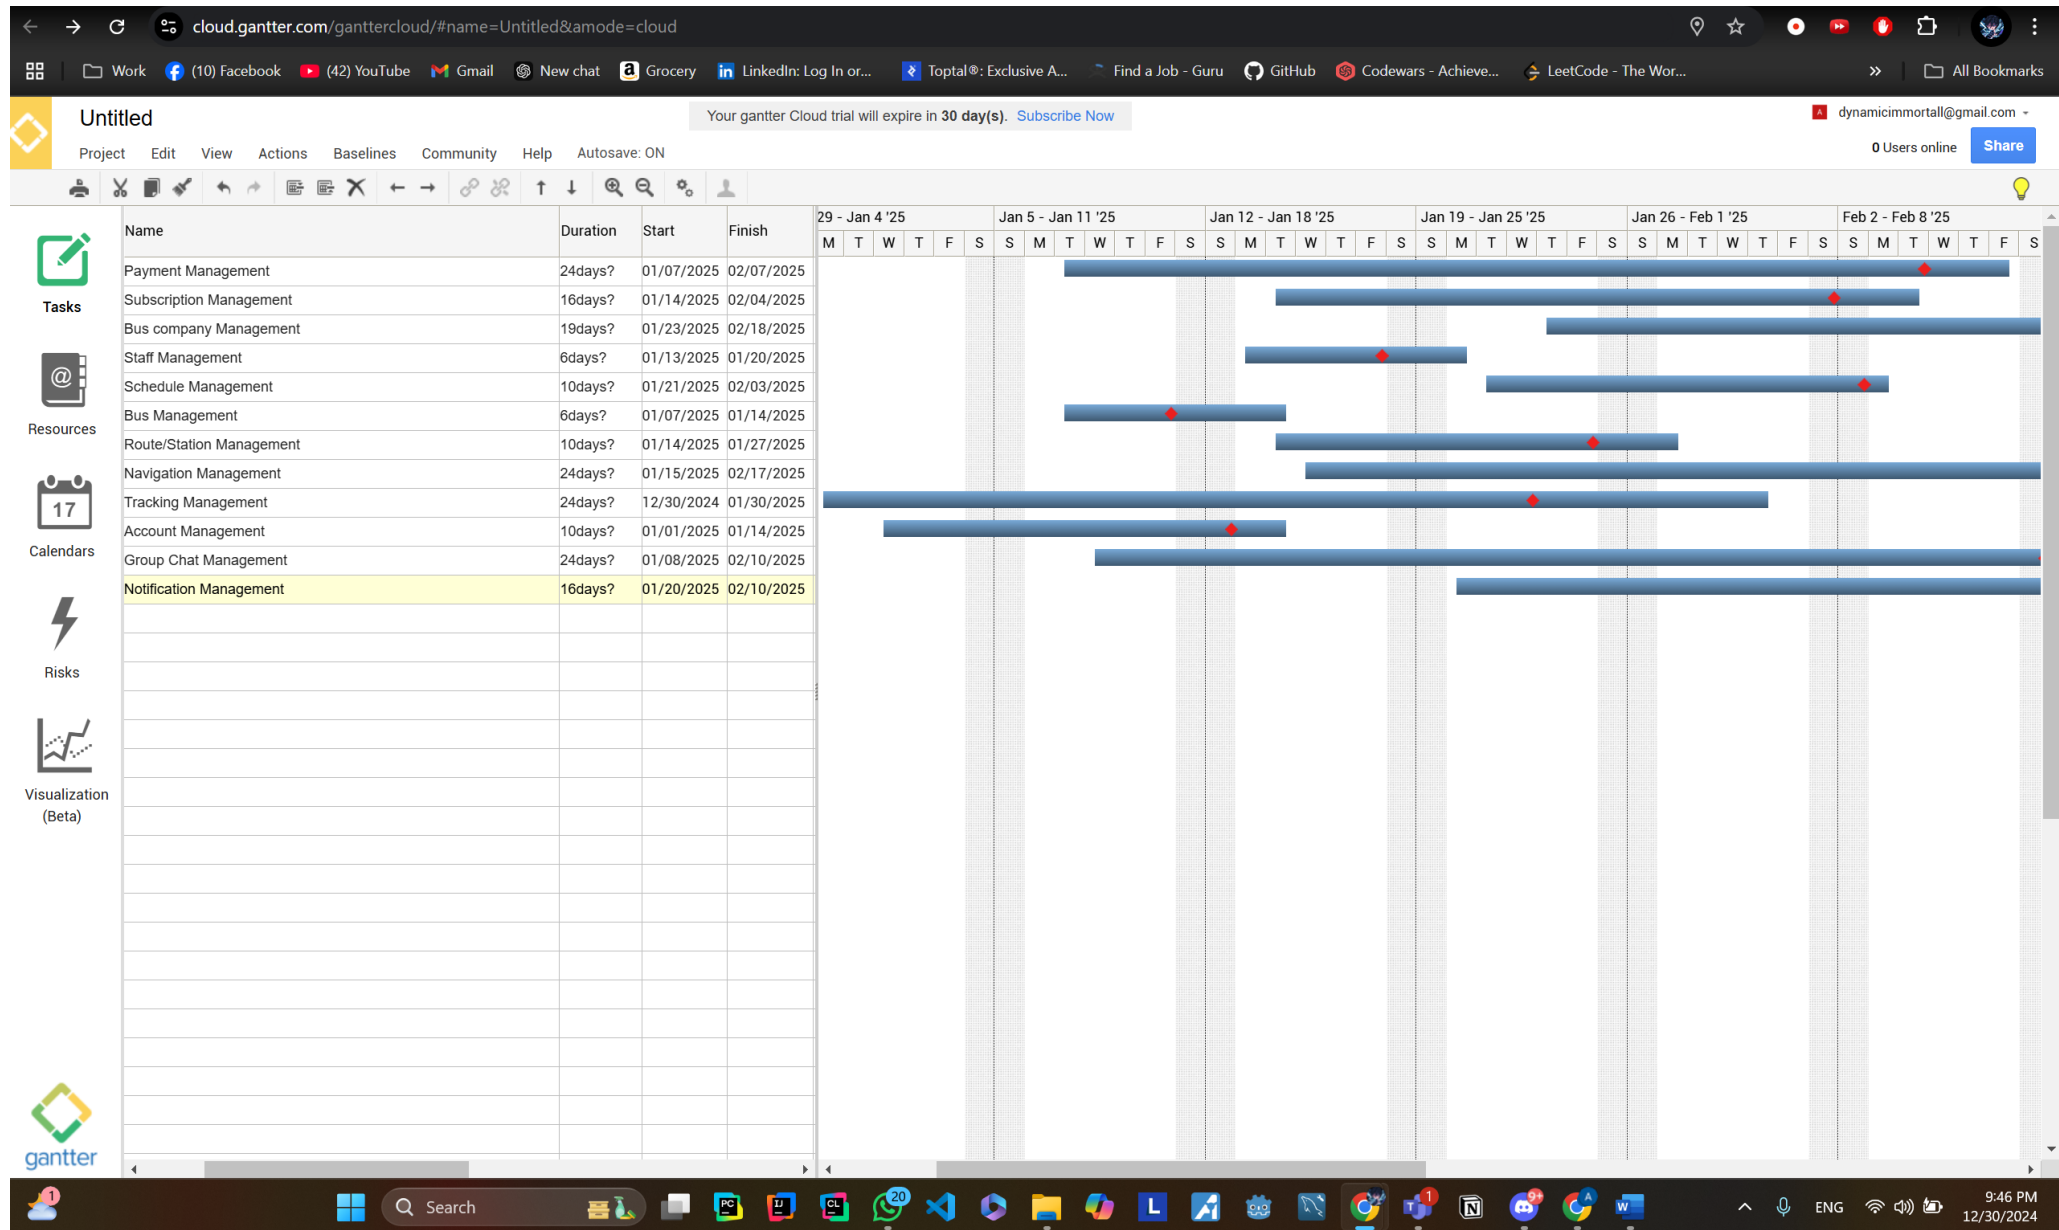 cloud.gantter.com/ganttercloud/#name=Untitled&amode=cloud
Work (10) Facebook (42) YouTube Gmail New chat Grocery LinkedIn: Log In or... Toptal®: Exclusive A... Find a Job - Guru GitHub Codewars - Achieve... LeetCode - The Wor... » All Bookmarks
Untitled
Your gantter Cloud trial will expire in 30 day(s). Subscribe Now
dynamicimmortall@gmail.com
Project Edit View Actions Baselines Community Help Autosave: ON
0 Users online Share
Name Duration Start Finish
29 - Jan 4 '25 Jan 5 - Jan 11 '25 Jan 12 - Jan 18 '25 Jan 19 - Jan 25 '25 Jan 26 - Feb 1 '25 Feb 2 - Feb 8 '25
M T W T F S S M T W T F S S M T W T F S S M T W T F S S M T W T F S S M T W T F S
Payment Management 24days? 01/07/2025 02/07/2025
Subscription Management 16days? 01/14/2025 02/04/2025
Bus company Management 19days? 01/23/2025 02/18/2025
Staff Management 6days? 01/13/2025 01/20/2025
Schedule Management 10days? 01/21/2025 02/03/2025
Bus Management 6days? 01/07/2025 01/14/2025
Route/Station Management 10days? 01/14/2025 01/27/2025
Navigation Management 24days? 01/15/2025 02/17/2025
Tracking Management 24days? 12/30/2024 01/30/2025
Account Management 10days? 01/01/2025 01/14/2025
Group Chat Management 24days? 01/08/2025 02/10/2025
Notification Management 16days? 01/20/2025 02/10/2025
Tasks
@
Resources
17
Calendars
Risks
Visualization
(Beta)
gantter
1
Search
PC
IJ
CL
20
L
1
9+
A
W
ENG
9:46 PM
12/30/2024